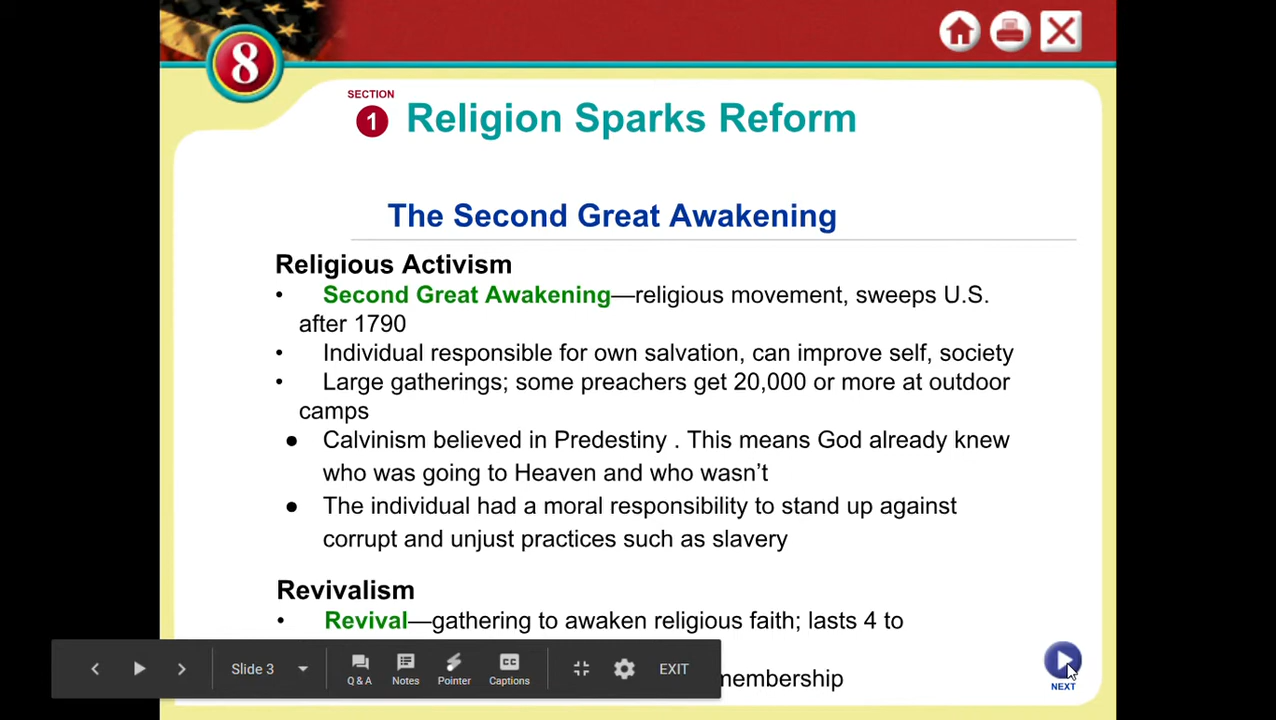 8
SECTION
1 Religion Sparks Reform
The Second Great Awakening
Religious Activism
• Second Great Awakening—religious movement, sweeps U.S.
after 1790
• Individual responsible for own salvation, can improve self, society
• Large gatherings; some preachers get 20,000 or more at outdoor
camps
● Calvinism believed in Predestiny . This means God already knew
who was going to Heaven and who wasn’t
● The individual had a moral responsibility to stand up against
corrupt and unjust practices such as slavery
Revivalism
• Revival—gathering to awaken religious faith; lasts 4 to
membership
Slide 3
Q & A Notes Pointer Captions
EXIT
NEXT